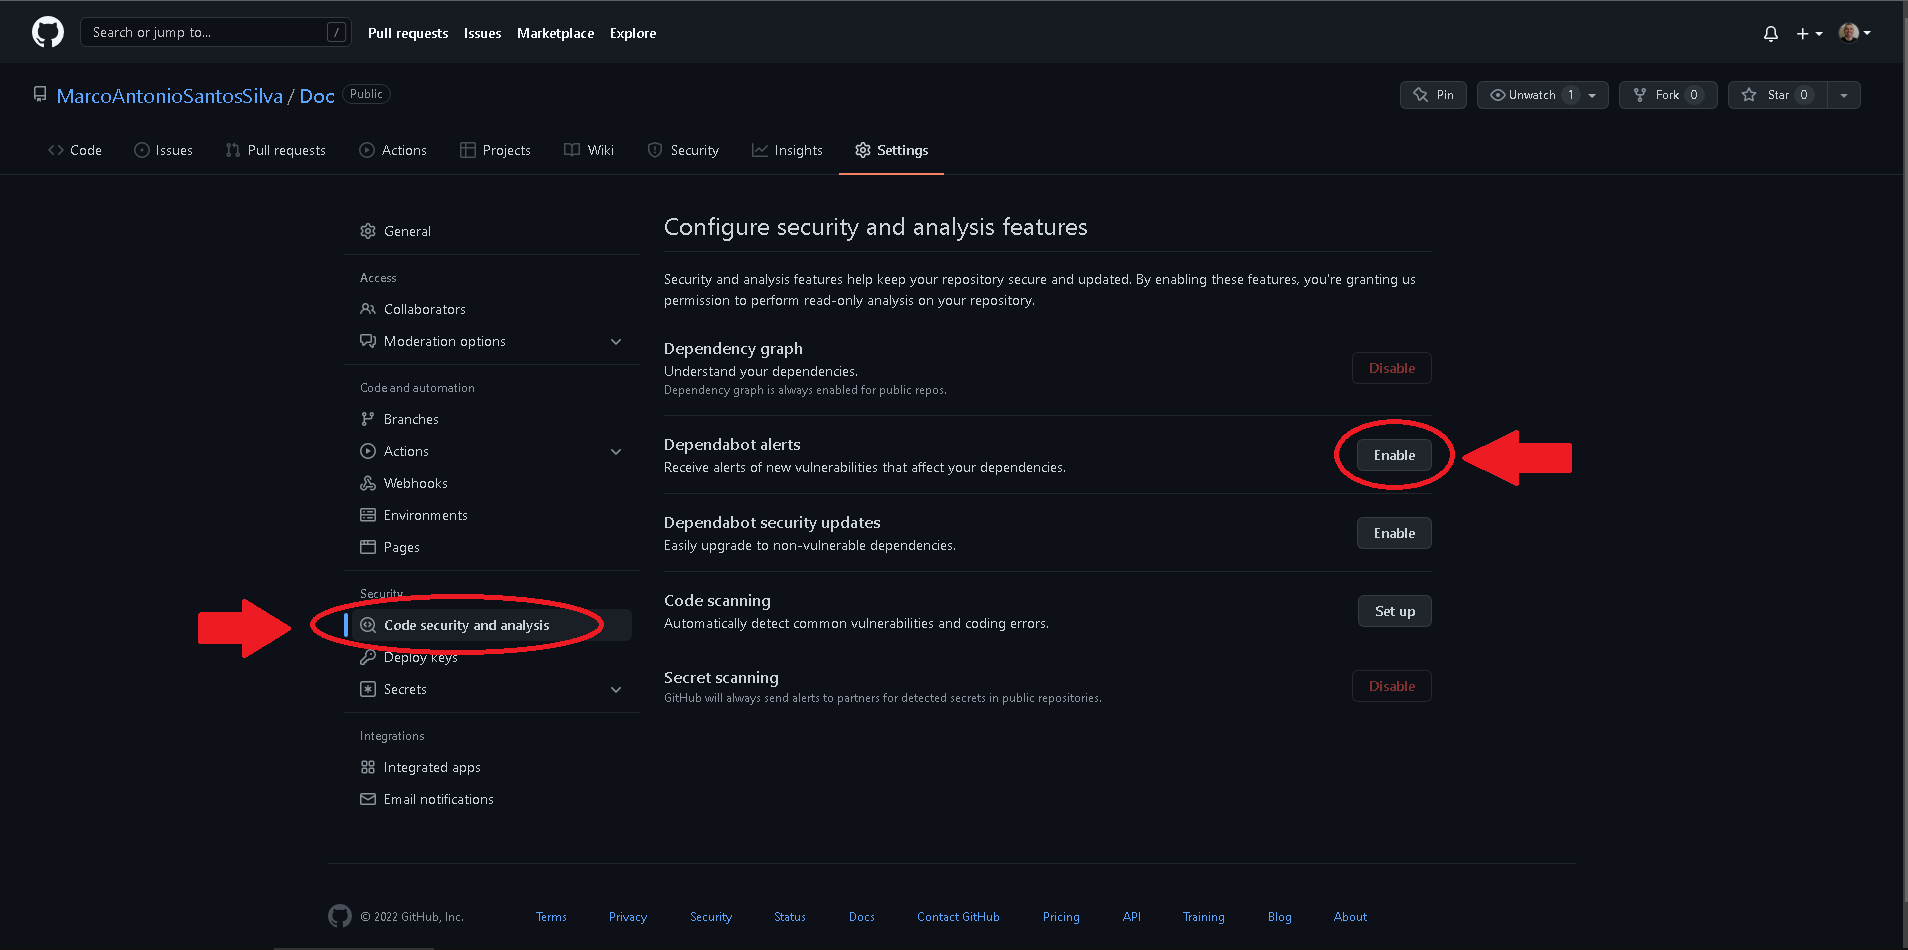 Search or jump to... /
Pull requests Issues Marketplace Explore
MarcoAntonioSantosSilva / Doc Public
Pin Unwatch 1 Fork 0 Star 0
Code Issues Pull requests Actions Projects Wiki Security Insights Settings
General
Access
Collaborators
Moderation options
Code and automation
Branches
Actions
Webhooks
Environments
Pages
Security
Code security and analysis
Deploy keys
Secrets
Integrations
Integrated apps
Email notifications
Configure security and analysis features
Security and analysis features help keep your repository secure and updated. By enabling these features, you're granting us
permission to perform read-only analysis on your repository.
Dependency graph
Understand your dependencies.
Dependency graph is always enabled for public repos.
Disable
Dependabot alerts
Receive alerts of new vulnerabilities that affect your dependencies.
Enable
Dependabot security updates
Easily upgrade to non-vulnerable dependencies.
Enable
Code scanning
Automatically detect common vulnerabilities and coding errors.
Set up
Secret scanning
GitHub will always send alerts to partners for detected secrets in public repositories.
Disable
© 2022 GitHub, Inc. Terms Privacy Security Status Docs Contact GitHub Pricing API Training Blog About